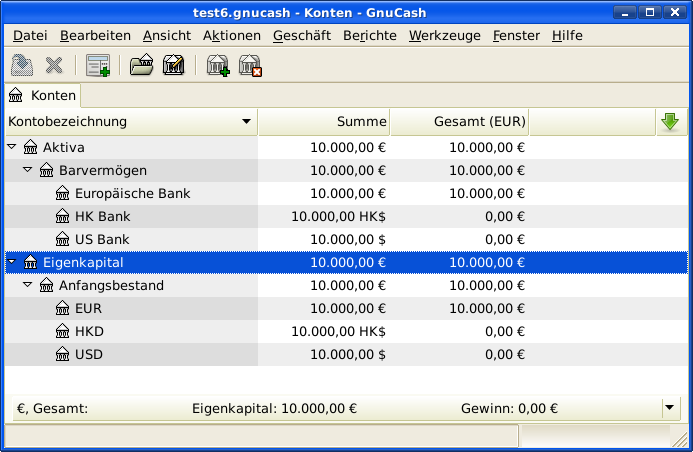 test6.gnucash - Konten - GnuCash
Datei Bearbeiten Ansicht Aktionen Geschäft Berichte Werkzeuge Fenster Hilfe
Konten
Kontobezeichnung Summe Gesamt (EUR)
Aktiva 10.000,00 € 10.000,00 €
Barvermögen 10.000,00 € 10.000,00 €
Europäische Bank 10.000,00 € 10.000,00 €
HK Bank 10.000,00 HK$ 0,00 €
US Bank 10.000,00 $ 0,00 €
Eigenkapital 10.000,00 € 10.000,00 €
Anfangsbestand 10.000,00 € 10.000,00 €
EUR 10.000,00 € 10.000,00 €
HKD 10.000,00 HK$ 0,00 €
USD 10.000,00 $ 0,00 €
€, Gesamt: Eigenkapital: 10.000,00 € Gewinn: 0,00 €